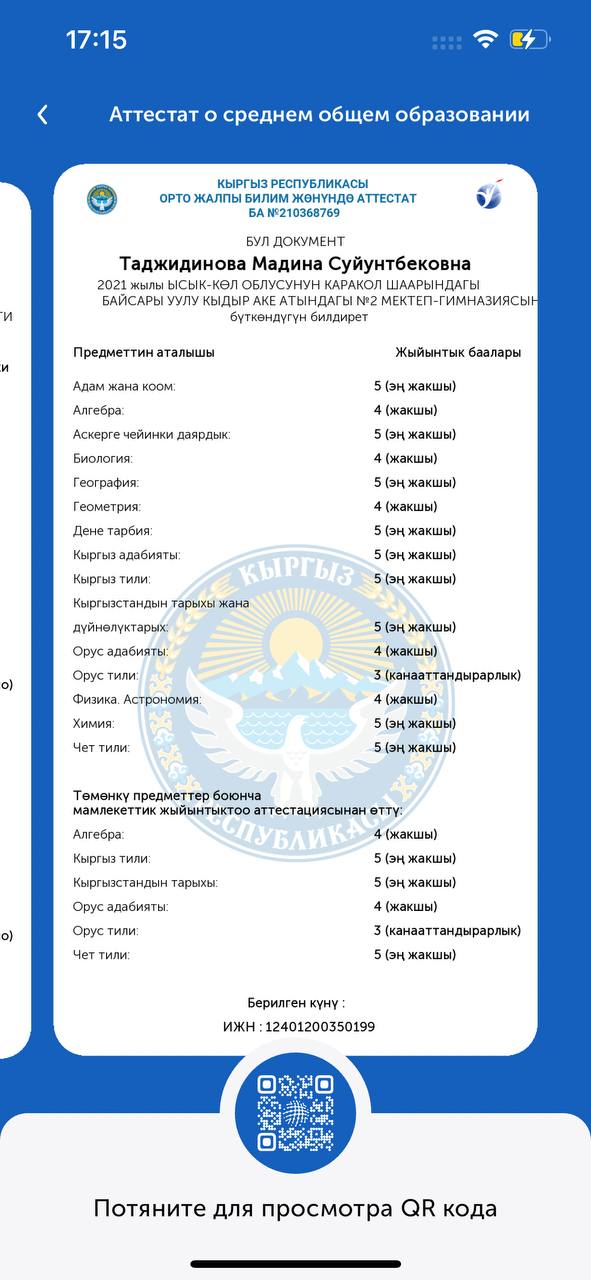 17:15
Аттестат о среднем общем образовании
КЫРГЫЗ РЕСПУБЛИКАСЫ
ОРТО ЖАЛПЫ БИЛИМ ЖӨНҮНДӨ АТТЕСТАТ
БА №210368769
БУЛ ДОКУМЕНТ
Таджидинова Мадина Суйунтбековна
2021 жылы ЫСЫК-КӨЛ ОБЛУСУНУН КАРАКОЛ ШААРЫНДАГЫ
БАЙСАРЫ УУЛУ КЫДЫР АКЕ АТЫНДАГЫ №2 МЕКТЕП-ГИМНАЗИЯСЫН
бүткөндүгүн билдирет
Предметтин аталышы Жыйынтык баалары
Адам жана коом: 5 (эң жакшы)
Алгебра: 4 (жакшы)
Аскерге чейинки даярдык: 5 (эң жакшы)
Биология: 4 (жакшы)
География: 5 (эң жакшы)
Геометрия: 4 (жакшы)
Дене тарбия: 5 (эң жакшы)
Кыргыз адабияты: 5 (эң жакшы)
Кыргыз тили: 5 (эң жакшы)
Кыргызстандын тарыхы жана
дүйнөлүктарых: 5 (эң жакшы)
Орус адабияты: 4 (жакшы)
Орус тили: 3 (канааттандырарлык)
Физика. Астрономия: 4 (жакшы)
Химия: 5 (эң жакшы)
Чет тили: 5 (эң жакшы)
Төмөнкү предметтер боюнча
мамлекеттик жыйынтыктоо аттестациясынан өттү:
Алгебра: 4 (жакшы)
Кыргыз тили: 5 (эң жакшы)
Кыргызстандын тарыхы: 5 (эң жакшы)
Орус адабияты: 4 (жакшы)
Орус тили: 3 (канааттандырарлык)
Чет тили: 5 (эң жакшы)
Берилген күнү :
ИЖН : 12401200350199
КЫРГЫЗ
РЕСПУБЛИКАСЫ
Потяните для просмотра QR кода